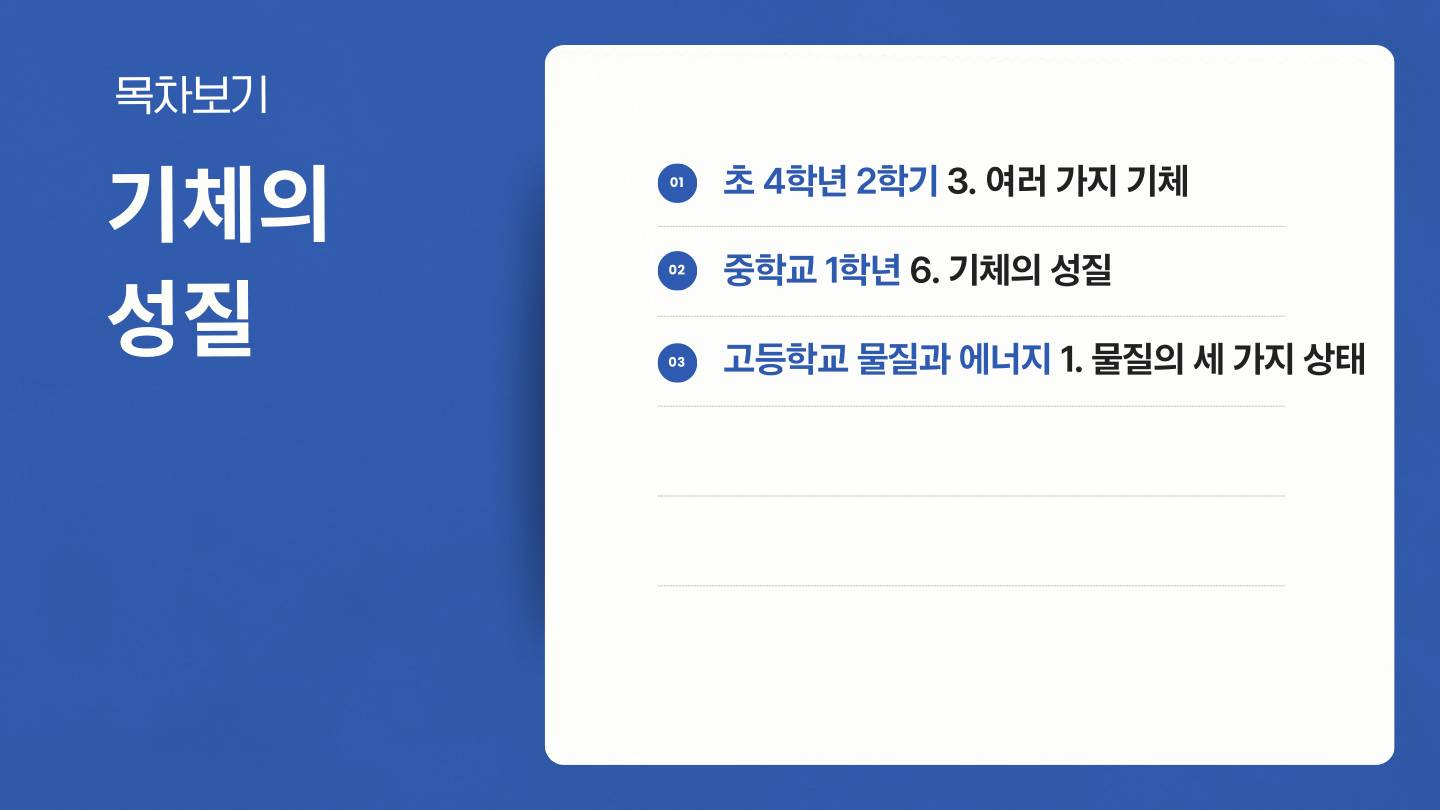 목차보기
기체의
성질
01 초 4학년 2학기 3. 여러 가지 기체
02 중학교 1학년 6. 기체의 성질
03 고등학교 물질과 에너지 1. 물질의 세 가지 상태